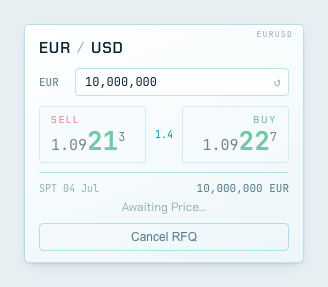 EURUSD
EUR / USD
EUR 10,000,000 ↺
SELL BUY
1.09213 1.4 1.09227
SPT 04 Jul 10,000,000 EUR
Awaiting Price...
Cancel RFQ